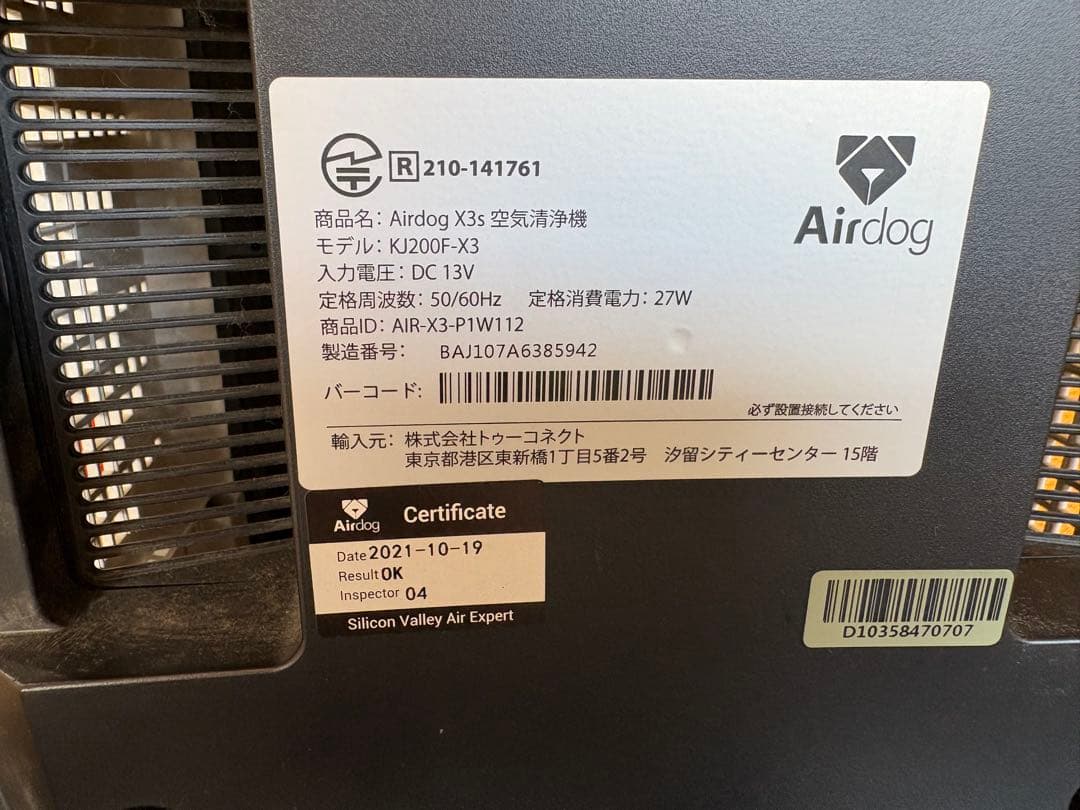 R 210-141761
Airdog
商品名: Airdog X3s 空気清浄機
モデル: KJ200F-X3
入力電圧: DC 13V
定格周波数: 50/60Hz 定格消費電力: 27W
商品ID: AIR-X3-P1W112
製造番号: BAJ107A6385942
バーコード:
必ず設置接続してください
輸入元: 株式会社トゥーコネクト
東京都港区東新橋1丁目5番2号 汐留シティーセンター 15階
Airdog Certificate
Date 2021-10-19
Result OK
Inspector 04
Silicon Valley Air Expert
D10358470707